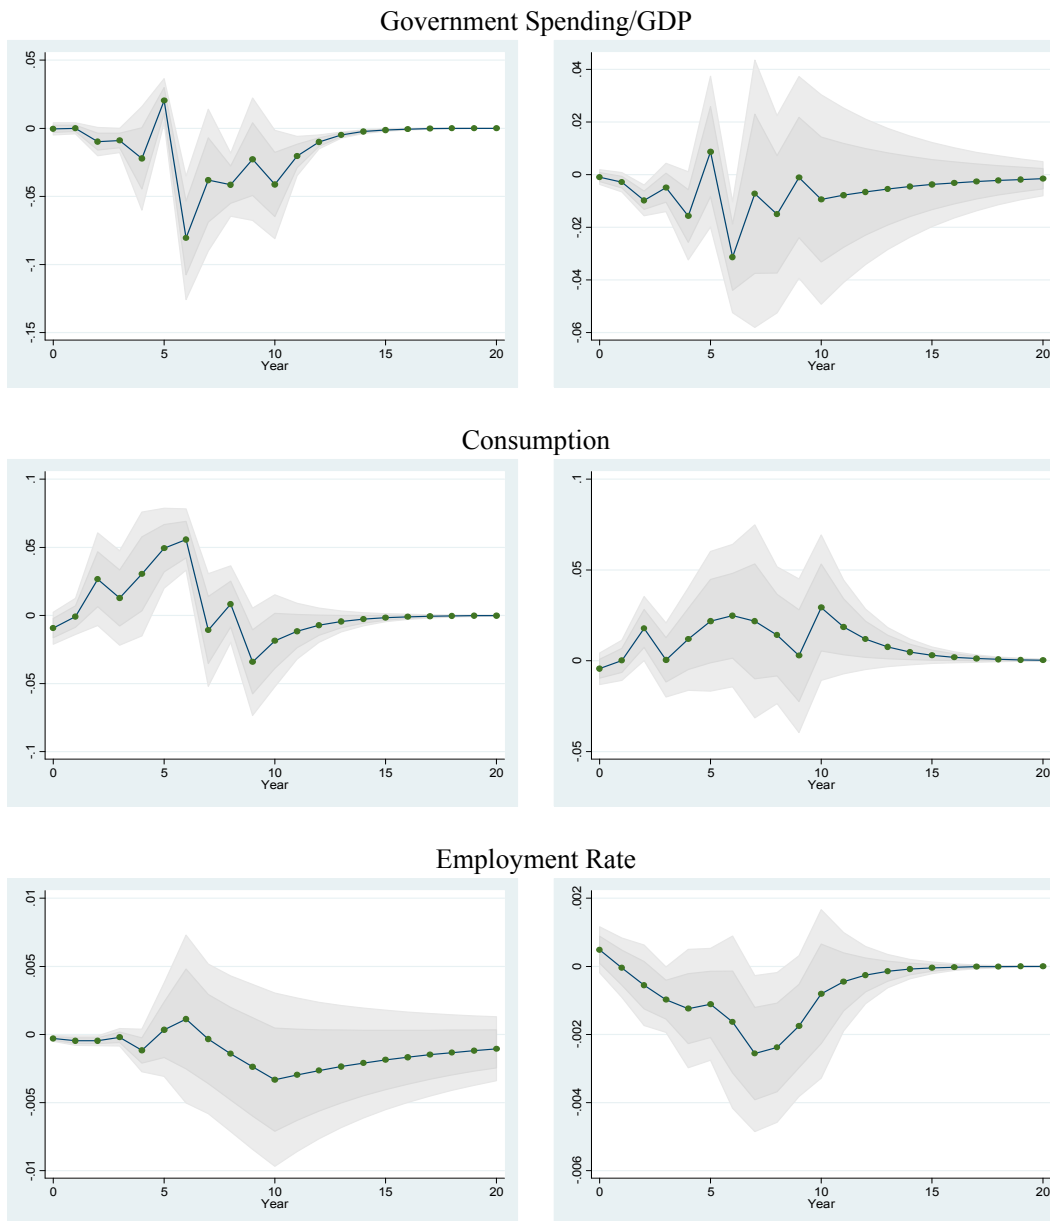 Government Spending/GDP
.05
0
-.05
-.1
-.15
0 5 10 15 20
Year
.04
.02
0
-.02
-.04
-.06
0 5 10 15 20
Year
Consumption
.1
.05
0
-.05
-.1
0 5 10 15 20
Year
.1
.05
0
-.05
0 5 10 15 20
Year
Employment Rate
.01
.005
0
-.005
-.01
0 5 10 15 20
Year
.002
0
-.002
-.004
-.006
0 5 10 15 20
Year